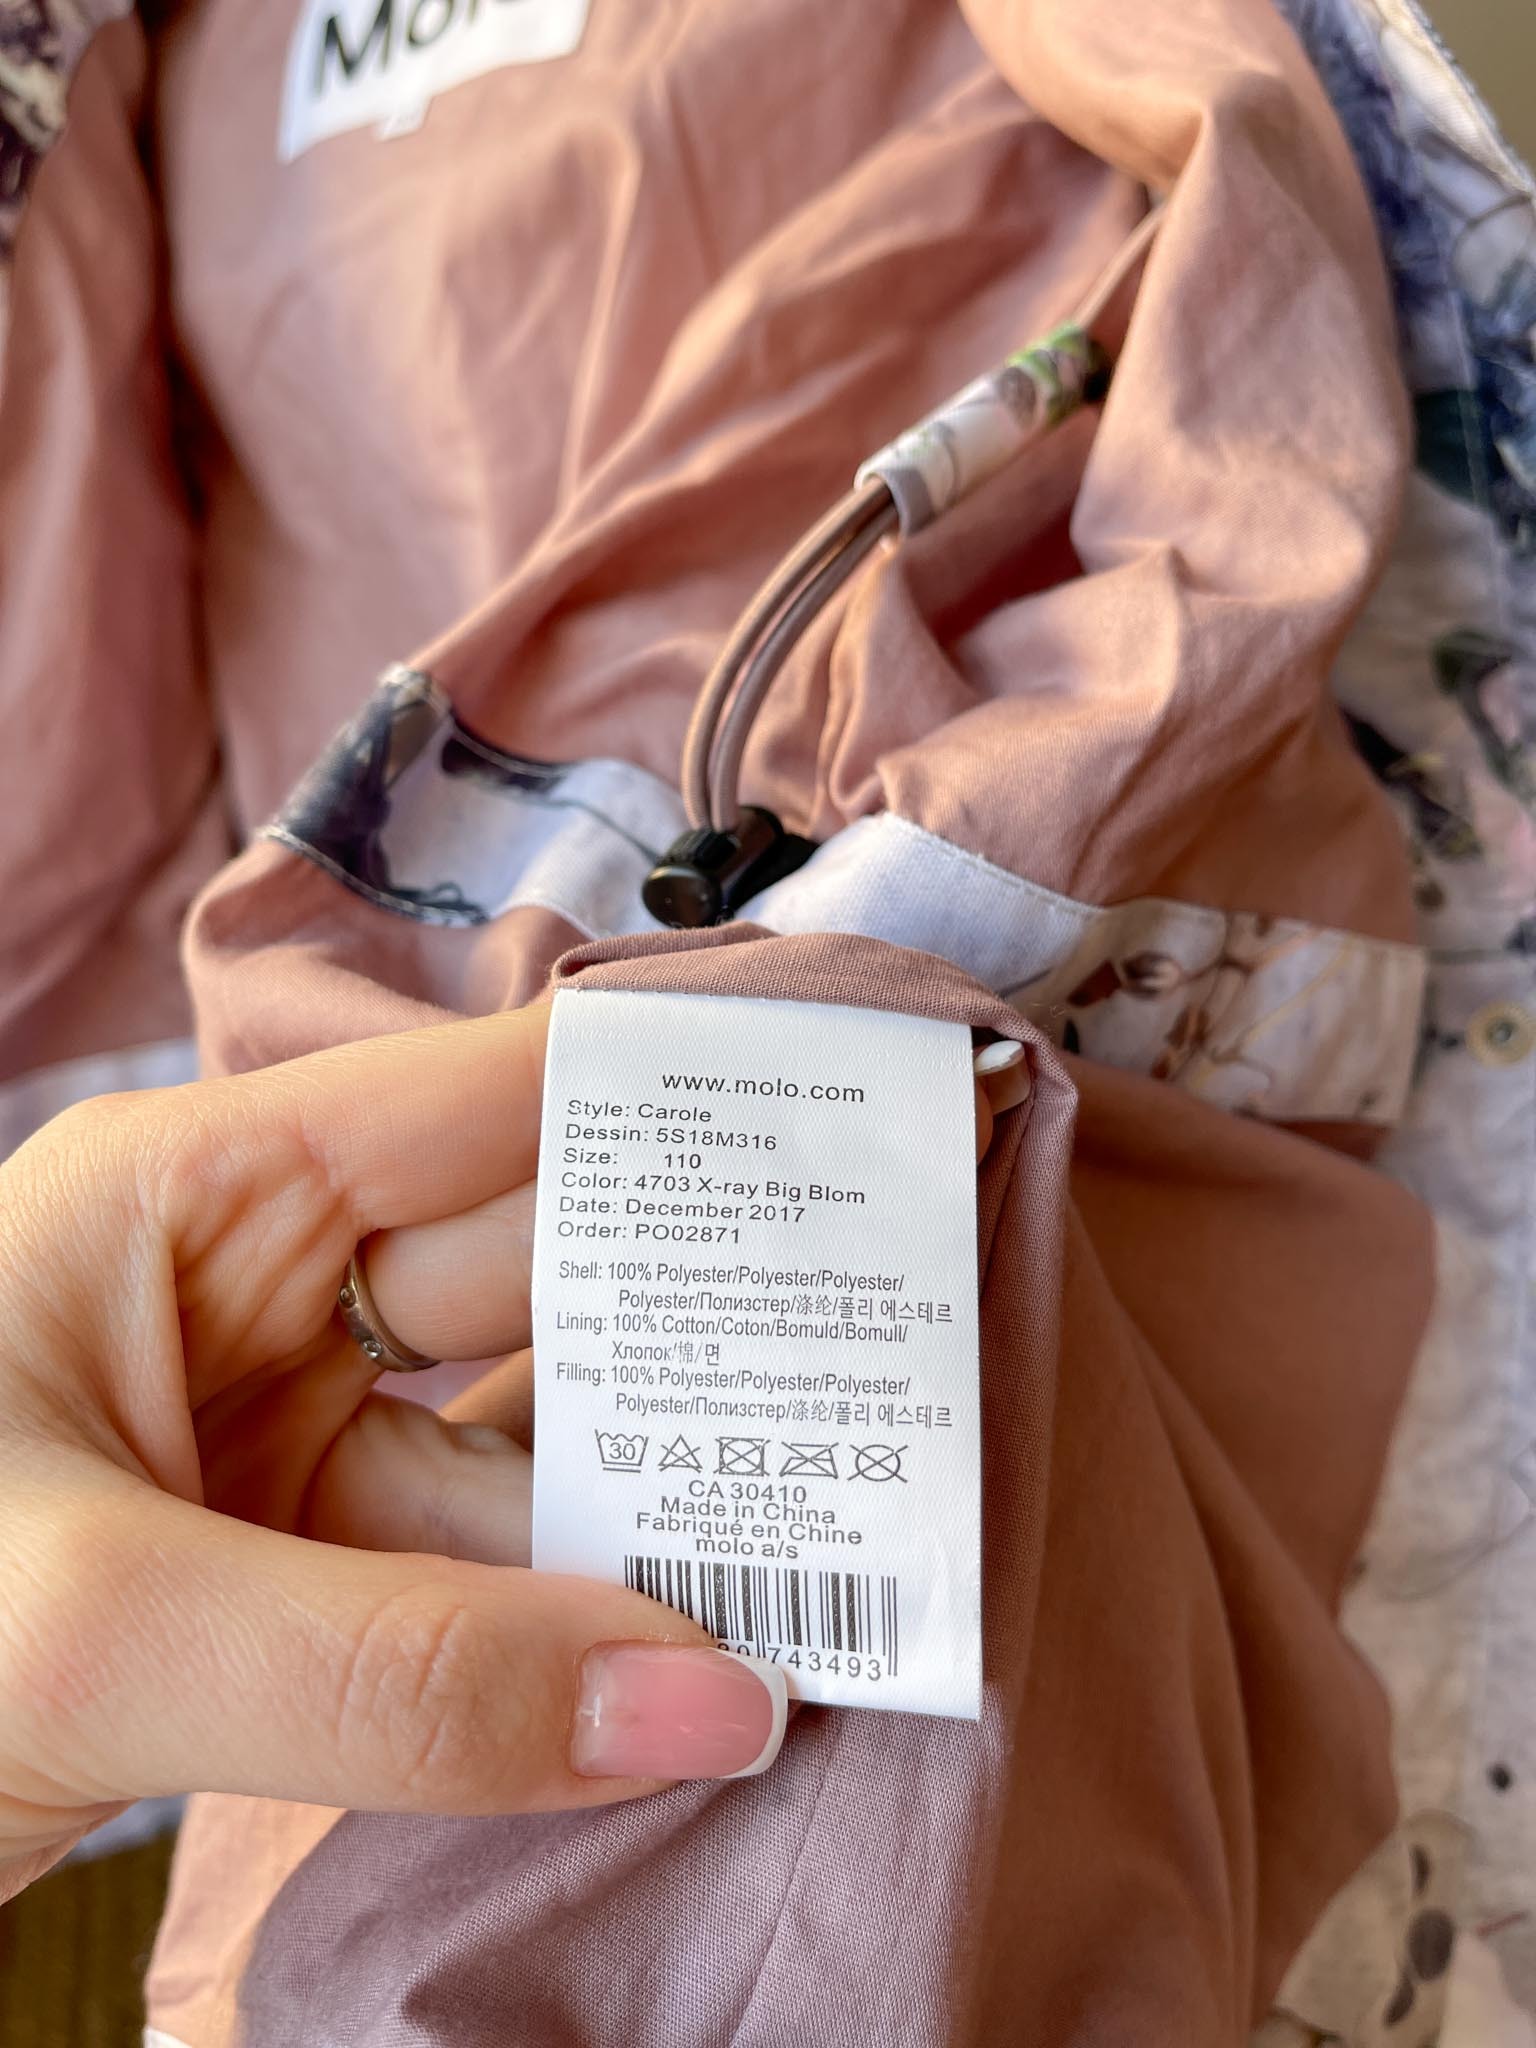 Molo
www.molo.com
Style: Carole
Dessin: 5S18M316
Size: 110
Color: 4703 X-ray Big Blom
Date: December 2017
Order: PO02871
Shell: 100% Polyester/Polyester/Polyester/
Polyester/Полизстер/涤纶/폴리 에스테르
Lining: 100% Cotton/Coton/Bomuld/Bomull/
Хлопок/棉/면
Filling: 100% Polyester/Polyester/Polyester/
Polyester/Полизстер/涤纶/폴리 에스테르
30
CA 30410
Made in China
Fabriqué en Chine
molo a/s
743493